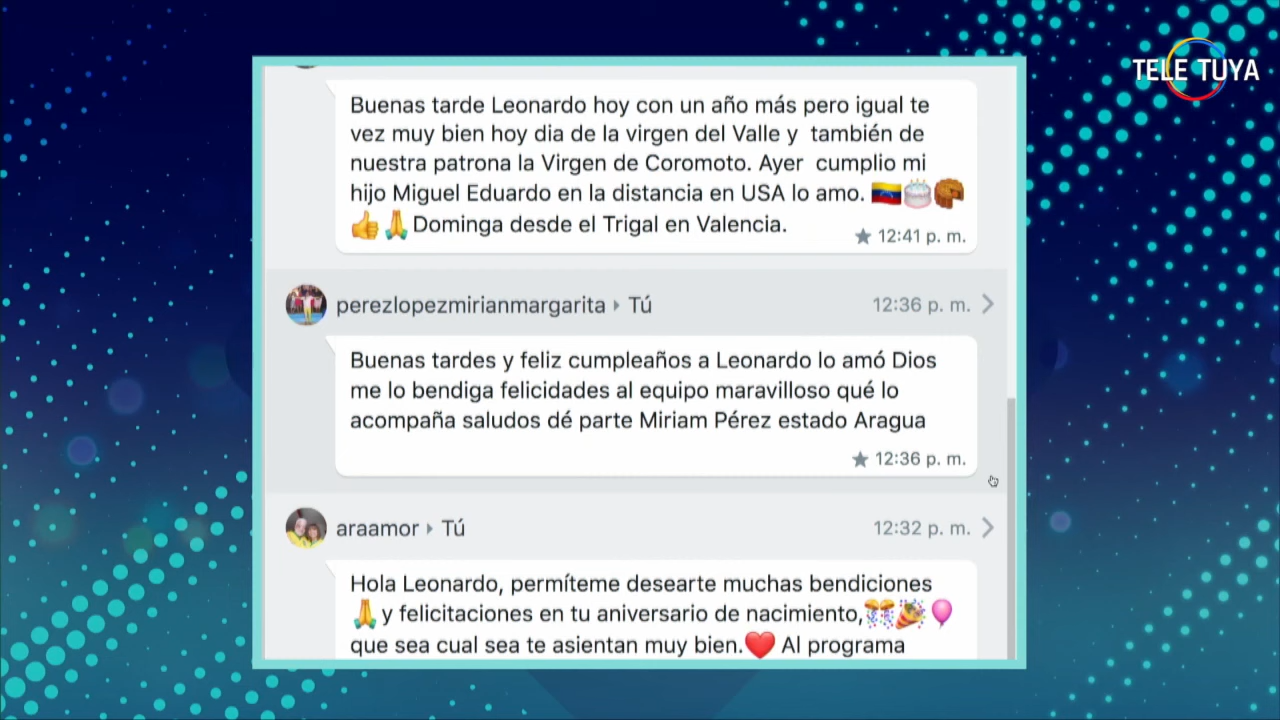 TELE TUYA
Buenas tarde Leonardo hoy con un año más pero igual te
vez muy bien hoy dia de la virgen del Valle y también de
nuestra patrona la Virgen de Coromoto. Ayer cumplio mi
hijo Miguel Eduardo en la distancia en USA lo amo. 🇻🇪🎂🥮
👍🙏Dominga desde el Trigal en Valencia.
★ 12:41 p. m.
perezlopezmirianmargarita ▸ Tú
12:36 p. m.
Buenas tardes y feliz cumpleaños a Leonardo lo amó Dios
me lo bendiga felicidades al equipo maravilloso qué lo
acompaña saludos dé parte Miriam Pérez estado Aragua
★ 12:36 p. m.
araamor ▸ Tú
12:32 p. m.
Hola Leonardo, permíteme desearte muchas bendiciones
🙏y felicitaciones en tu aniversario de nacimiento,🎊🎉🎈
que sea cual sea te asientan muy bien.❤️ Al programa